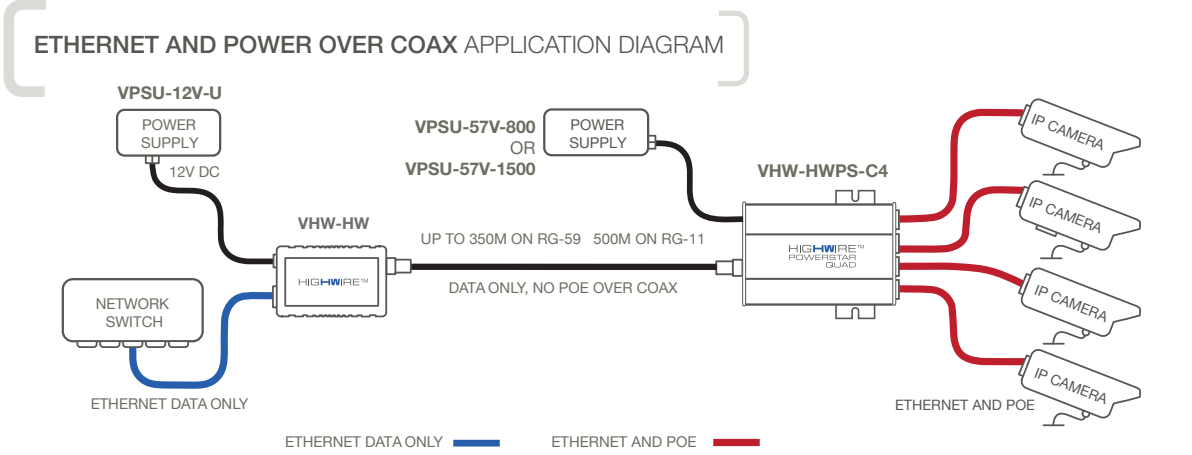 ETHERNET AND POWER OVER COAX APPLICATION DIAGRAM
VPSU-12V-U
POWER
SUPPLY
12V DC
VPSU-57V-800
OR
VPSU-57V-1500
POWER
SUPPLY
VHW-HWPS-C4
IP CAMERA
IP CAMERA
IP CAMERA
IP CAMERA
VHW-HW
HIGHWIRE™
UP TO 350M ON RG-59 500M ON RG-11
DATA ONLY, NO POE OVER COAX
HIGHWIRE™
POWERSTAR
QUAD
NETWORK
SWITCH
ETHERNET DATA ONLY
ETHERNET AND POE
ETHERNET DATA ONLY
ETHERNET AND POE